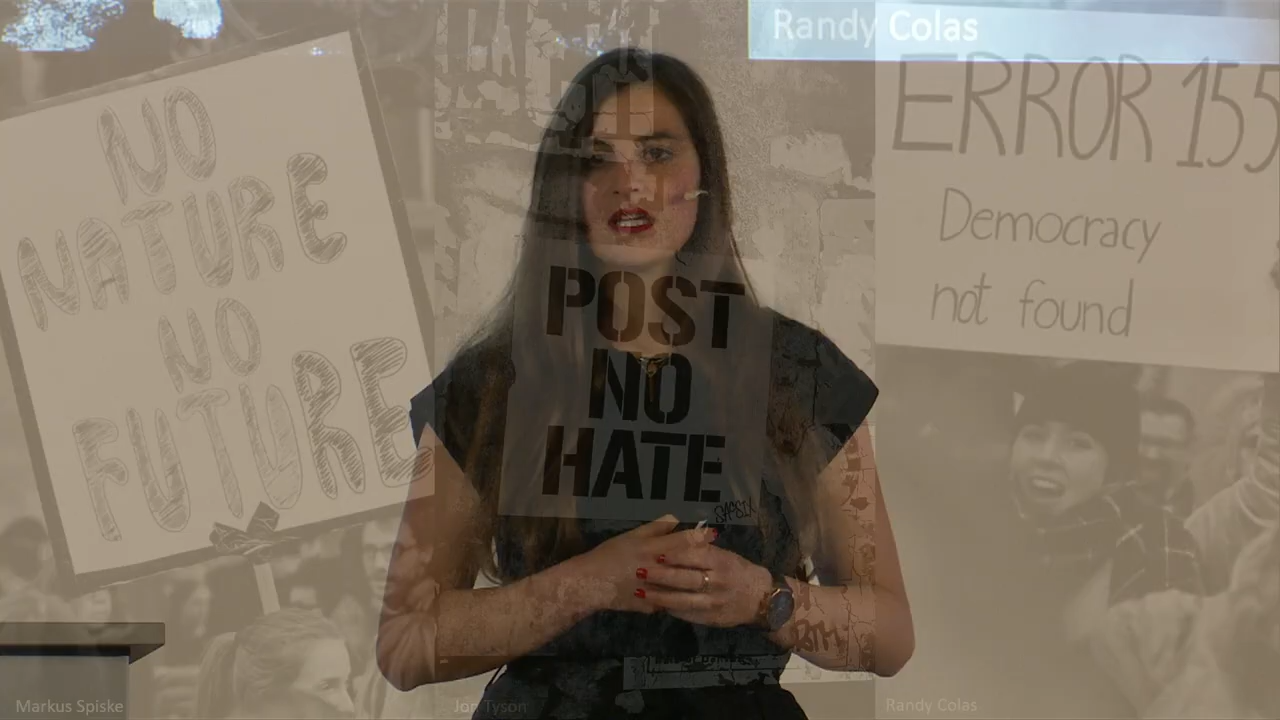 Randy Colas
NO
NATURE
NO
FUTURE
POST
NO
HATE
SACSIX
ERROR 155
Democracy
not found
Markus Spiske
Jon Tyson
Randy Colas